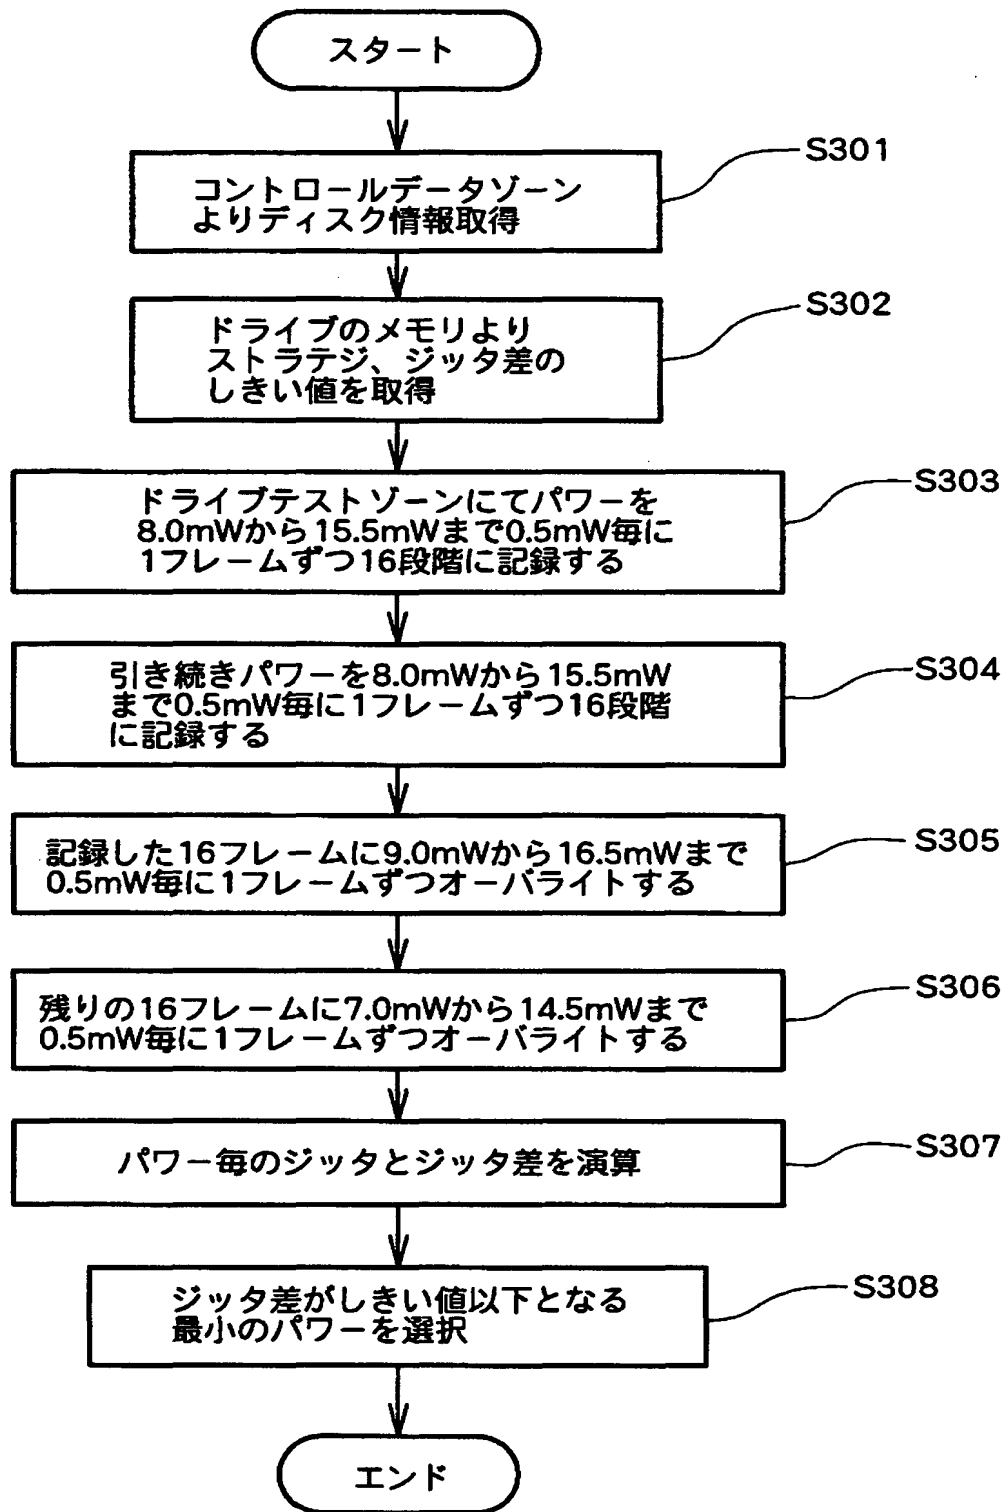 スタート
S301
コントロールデータゾーン
よりディスク情報取得
S302
ドライブのメモリより
ストラテジ、ジッタ差の
しきい値を取得
S303
ドライブテストゾーンにてパワーを
8.0mWから15.5mWまで0.5mW毎に
1フレームずつ16段階に記録する
S304
引き続きパワーを8.0mWから15.5mW
まで0.5mW毎に1フレームずつ16段階
に記録する
S305
記録した16フレームに9.0mWから16.5mWまで
0.5mW毎に1フレームずつオーバライトする
S306
残りの16フレームに7.0mWから14.5mWまで
0.5mW毎に1フレームずつオーバライトする
S307
パワー毎のジッタとジッタ差を演算
S308
ジッタ差がしきい値以下となる
最小のパワーを選択
エンド